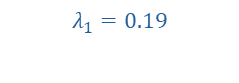 λ₁ = 0.19